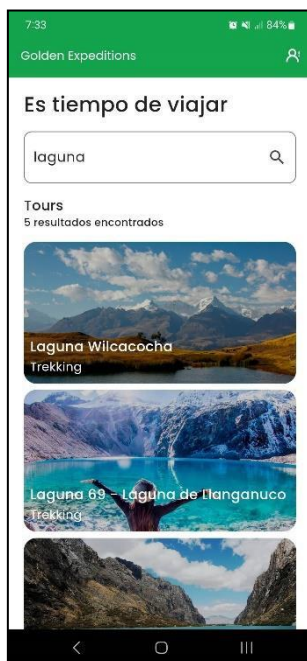 7:33
84%
Golden Expeditions
Es tiempo de viajar
laguna
Tours
5 resultados encontrados
Laguna Wilcacocha
Trekking
Laguna 69 - Laguna de Llanganuco
Trekking